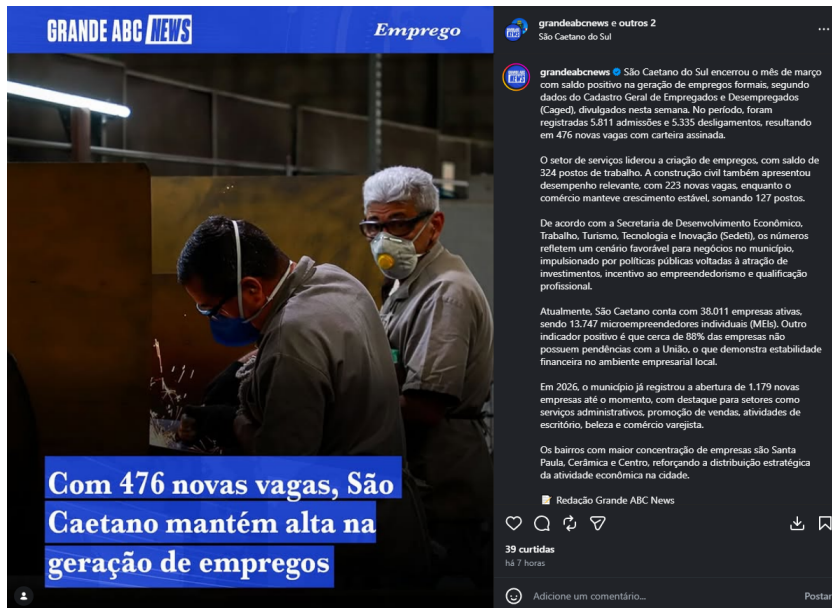 GRANDE ABC NEWS
Emprego
Com 476 novas vagas, São
Caetano mantém alta na
geração de empregos
grandeabcnews e outros 2
São Caetano do Sul
grandeabcnews São Caetano do Sul encerrou o mês de março
com saldo positivo na geração de empregos formais, segundo
dados do Cadastro Geral de Empregados e Desempregados
(Caged), divulgados nesta semana. No período, foram
registradas 5.811 admissões e 5.335 desligamentos, resultando
em 476 novas vagas com carteira assinada.
O setor de serviços liderou a criação de empregos, com saldo de
324 postos de trabalho. A construção civil também apresentou
desempenho relevante, com 223 novas vagas, enquanto o
comércio manteve crescimento estável, somando 127 postos.
De acordo com a Secretaria de Desenvolvimento Econômico,
Trabalho, Turismo, Tecnologia e Inovação (Sedeti), os números
refletem um cenário favorável para negócios no município,
impulsionado por políticas públicas voltadas à atração de
investimentos, incentivo ao empreendedorismo e qualificação
profissional.
Atualmente, São Caetano conta com 38.011 empresas ativas,
sendo 13.747 microempreendedores individuais (MEIs). Outro
indicador positivo é que cerca de 88% das empresas não
possuem pendências com a União, o que demonstra estabilidade
financeira no ambiente empresarial local.
Em 2026, o município já registrou a abertura de 1.179 novas
empresas até o momento, com destaque para setores como
serviços administrativos, promoção de vendas, atividades de
escritório, beleza e comércio varejista.
Os bairros com maior concentração de empresas são Santa
Paula, Cerâmica e Centro, reforçando a distribuição estratégica
da atividade econômica na cidade.
📝 Redação Grande ABC News
39 curtidas
há 7 horas
Adicione um comentário...
Postar